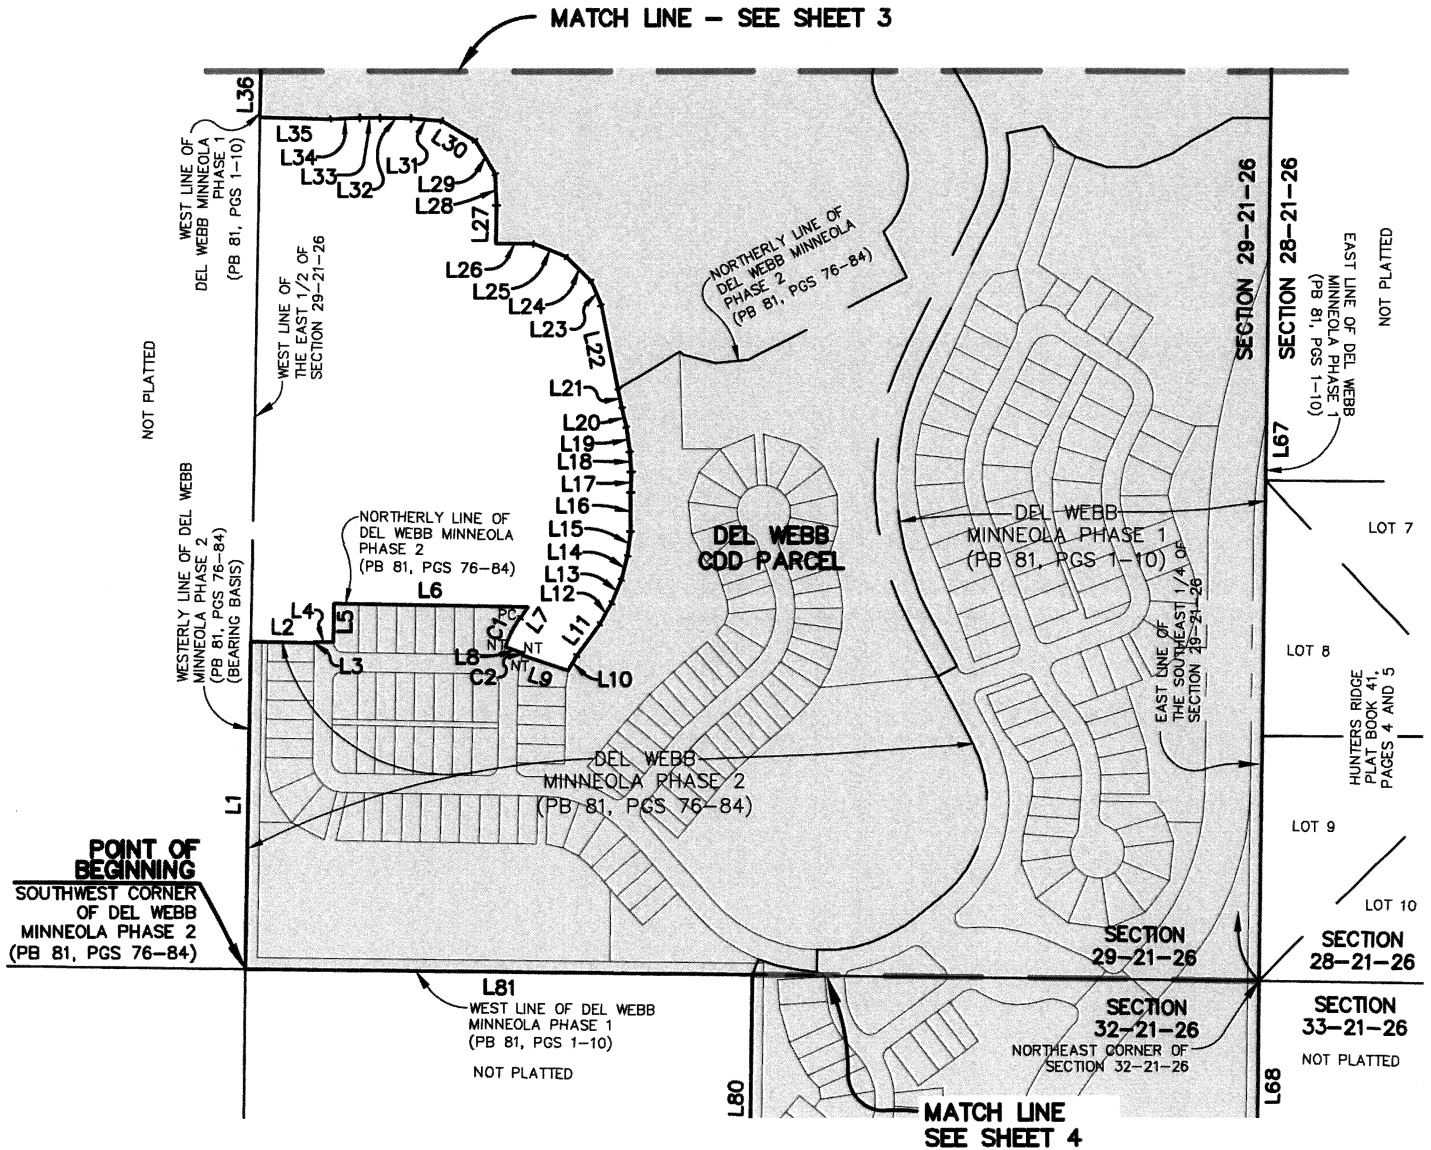 MATCH LINE – SEE SHEET 3
L36
L35
L34
L33
L32
L31
L30
L29
L28
L27
L26
L25
L24
L23
L22
L21
L20
L19
L18
L17
L16
L15
L14
L13
L12
L11
L10
WEST LINE OF
DEL WEBB MINNEOLA
PHASE 1
(PB 81, PGS 1–10)
WEST LINE OF
THE EAST 1/2 OF
SECTION 29–21–26
NOT PLATTED
NORTHERLY LINE OF
DEL WEBB MINNEOLA
PHASE 2
(PB 81, PGS 76–84)
SECTION 29–21–26
SECTION 28–21–26
EAST LINE OF DEL WEBB
MINNEOLA PHASE 1
(PB 81, PGS 1–10)
NOT PLATTED
L67
WESTERLY LINE OF DEL WEBB
MINNEOLA PHASE 2
(PB 81, PGS 76–84)
(BEARING BASIS)
NORTHERLY LINE OF
DEL WEBB MINNEOLA
PHASE 2
(PB 81, PGS 76–84)
L6
L5
L4
L2
L3
PC
L7
C1
NT
NT
L8
NT
C2
L9
DEL WEBB
CDD PARCEL
DEL WEBB
MINNEOLA PHASE 1
(PB 81, PGS 1–10)
EAST LINE OF
THE SOUTHEAST 1/4 OF
SECTION 29–21–26
LOT 7
LOT 8
HUNTERS RIDGE
PLAT BOOK 41,
PAGES 4 AND 5
LOT 9
LOT 10
DEL WEBB
MINNEOLA PHASE 2
(PB 81, PGS 76–84)
L1
POINT OF
BEGINNING
SOUTHWEST CORNER
OF DEL WEBB
MINNEOLA PHASE 2
(PB 81, PGS 76–84)
SECTION
29–21–26
SECTION
28–21–26
L81
WEST LINE OF DEL WEBB
MINNEOLA PHASE 1
(PB 81, PGS 1–10)
NOT PLATTED
SECTION
32–21–26
NORTHEAST CORNER OF
SECTION 32–21–26
SECTION
33–21–26
NOT PLATTED
L80
L68
MATCH LINE
SEE SHEET 4